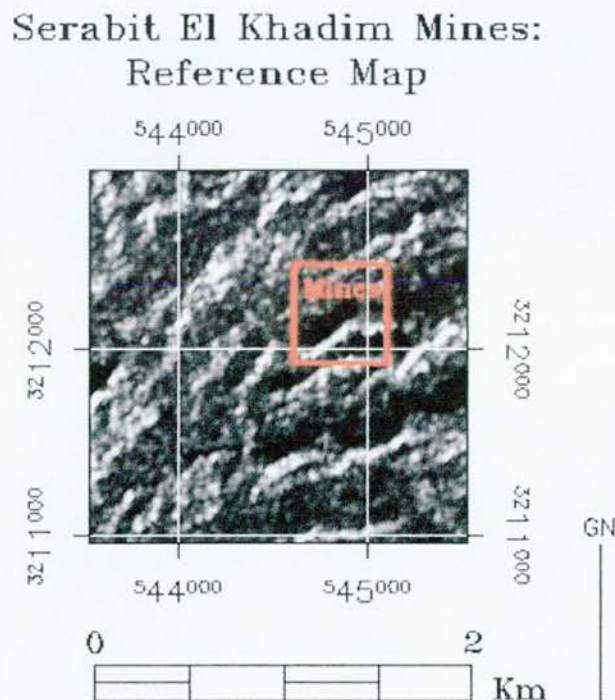 Serabit El Khadim Mines:
Reference Map
544000 545000
Mines
3212000 3212000
3211000 3211000
GN
544000 545000
0 2
Km